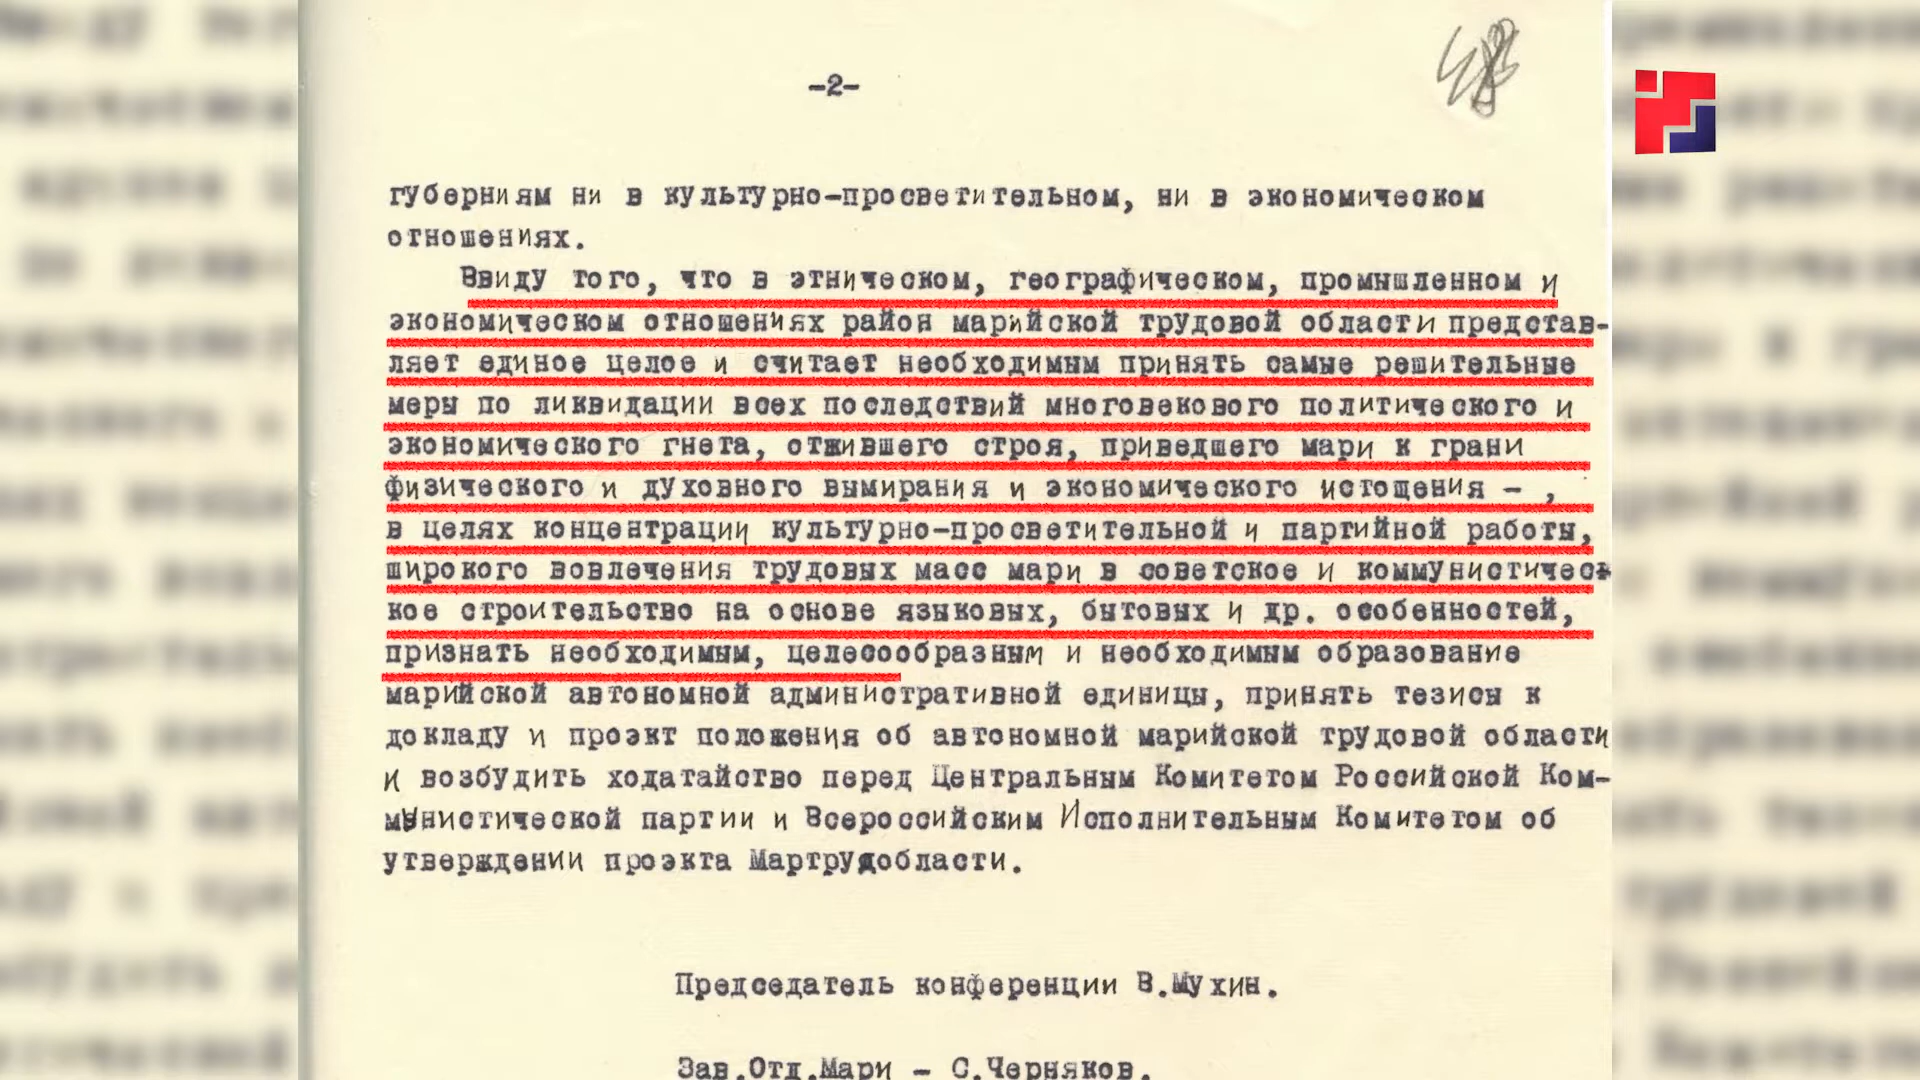 -2-
губерниям ни в культурно-просветительном, ни в экономическом
отношениях.
Ввиду того, что в этническом, географическом, промышленном и
экономическом отношениях район марийской трудовой области представ-
ляет единое целое и считает необходимым принять самые решительные
меры по ликвидации всех последствий многовекового политического и
экономического гнета, отжившего строя, приведшего мари к грани
физического и духовного вымирания и экономического истощения - ,
в целях концентрации культурно-просветительной и партийной работы,
широкого вовлечения трудовых масс мари в советское и коммунистичес-
кое строительство на основе языковых, бытовых и др. особенностей,
признать необходимым, целесообразным и необходимым образование
марийской автономной административной единицы, принять тезисы к
докладу и проэкт положения об автономной марийской трудовой области
и возбудить ходатайство перед Центральным Комитетом Российской Ком-
мунистической партии и Всероссийским Исполнительным Комитетом об
утверждении проэкта Мартрудобласти.
Председатель конференции В.Мухин.
Зав.Отд.Мари - С.Черняков.